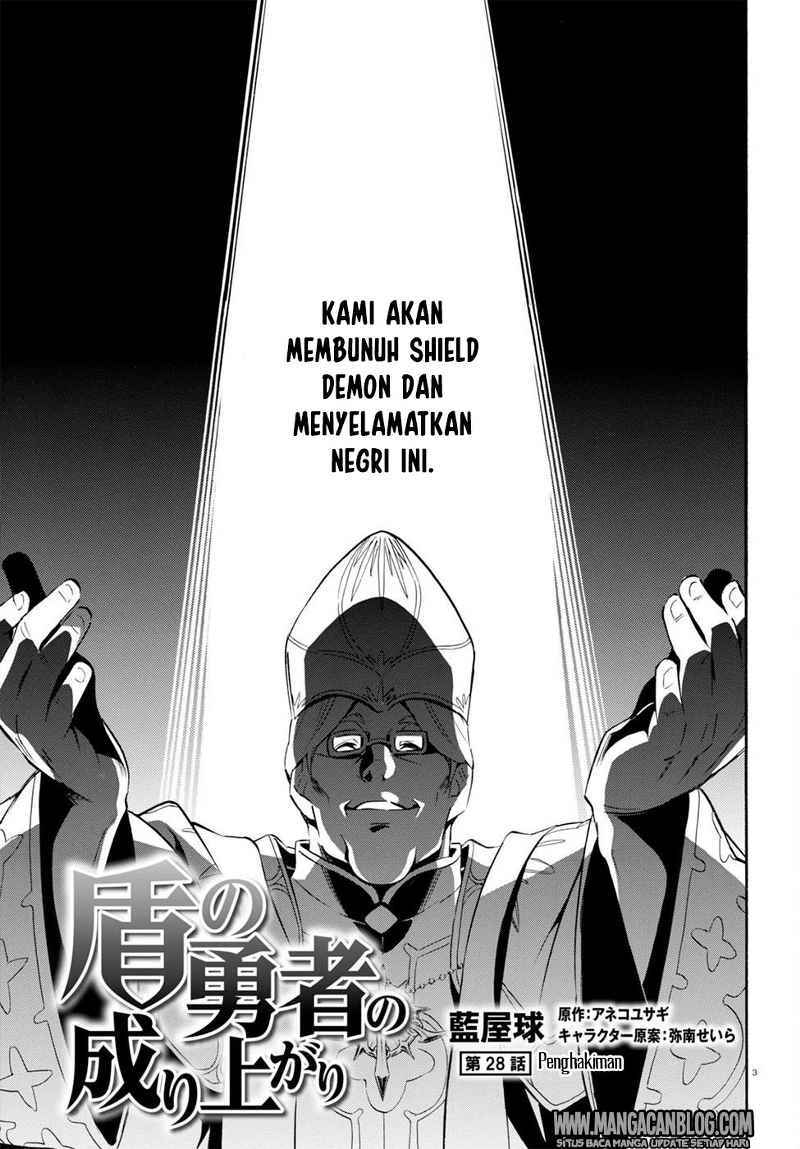 KAMI AKAN
MEMBUNUH SHIELD
DEMON DAN
MENYELAMATKAN
NEGRI INI.
盾の勇者の
成り上がり
藍屋球
原作:アネコユサギ
キャラクター原案:弥南せいら
第28話 Penghakiman
3
WWW.MANGACANBLOG.COM
SITUS BACA MANGA UPDATE SETIAP HARI